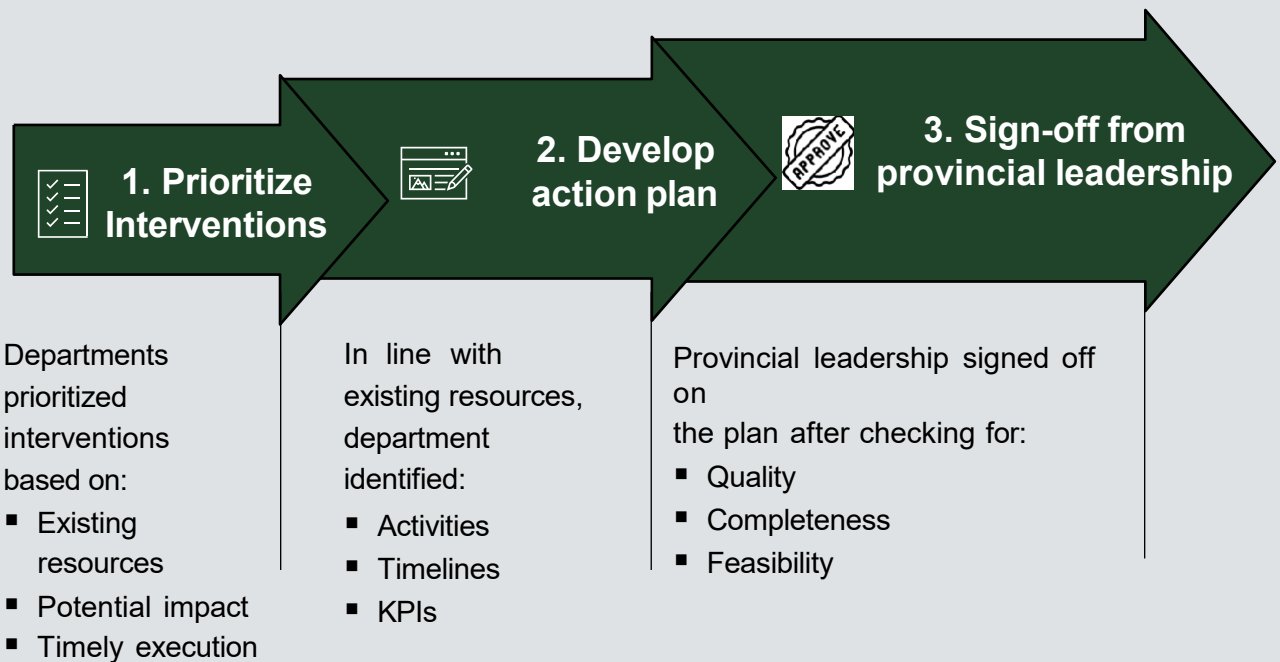 1. Prioritize
Interventions
2. Develop
action plan
APPROVE
3. Sign-off from
provincial leadership
Departments
prioritized
interventions
based on:
▪ Existing
resources
▪ Potential impact
▪ Timely execution
In line with
existing resources,
department
identified:
▪ Activities
▪ Timelines
▪ KPIs
Provincial leadership signed off
on
the plan after checking for:
▪ Quality
▪ Completeness
▪ Feasibility